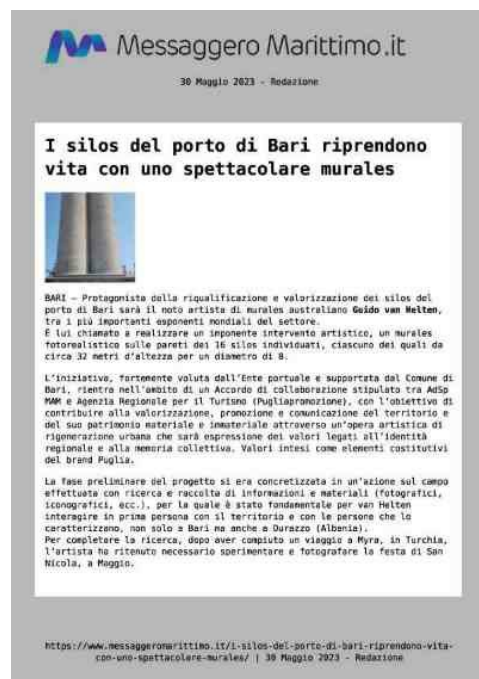 Messaggero Marittimo.it
30 Maggio 2023 - Redazione
I silos del porto di Bari riprendono
vita con uno spettacolare murales
BARI – Protagonista della riqualificazione e valorizzazione dei silos del
porto di Bari sarà il noto artista di murales australiano Guido van Helten,
tra i più importanti esponenti mondiali del settore.
È lui chiamato a realizzare un imponente intervento artistico, un murales
fotorealistico sulle pareti dei 16 silos individuati, ciascuno dei quali da
circa 32 metri d'altezza per un diametro di 8.
L'iniziativa, fortemente voluta dall'Ente portuale e supportata dal Comune di
Bari, rientra nell'ambito di un Accordo di collaborazione stipulato tra AdSp
MAM e Agenzia Regionale per il Turismo (Pugliapromozione), con l'obiettivo di
contribuire alla valorizzazione, promozione e comunicazione del territorio e
del suo patrimonio materiale e immateriale attraverso un'opera artistica di
rigenerazione urbana che sarà espressione dei valori legati all'identità
regionale e alla memoria collettiva. Valori intesi come elementi costitutivi
del brand Puglia.
La fase preliminare del progetto si era concretizzata in un'azione sul campo
effettuata con ricerca e raccolta di informazioni e materiali (fotografici,
iconografici, ecc.), per la quale è stato fondamentale per van Helten
interagire in prima persona con il territorio e con le persone che lo
caratterizzano, non solo a Bari ma anche a Durazzo (Albania).
Per completare la ricerca, dopo aver compiuto un viaggio a Myra, in Turchia,
l'artista ha ritenuto necessario sperimentare e fotografare la festa di San
Nicola, a Maggio.
https://www.messaggeromarittimo.it/i-silos-del-porto-di-bari-riprendono-vita-
con-uno-spettacolare-murales/ | 30 Maggio 2023 - Redazione